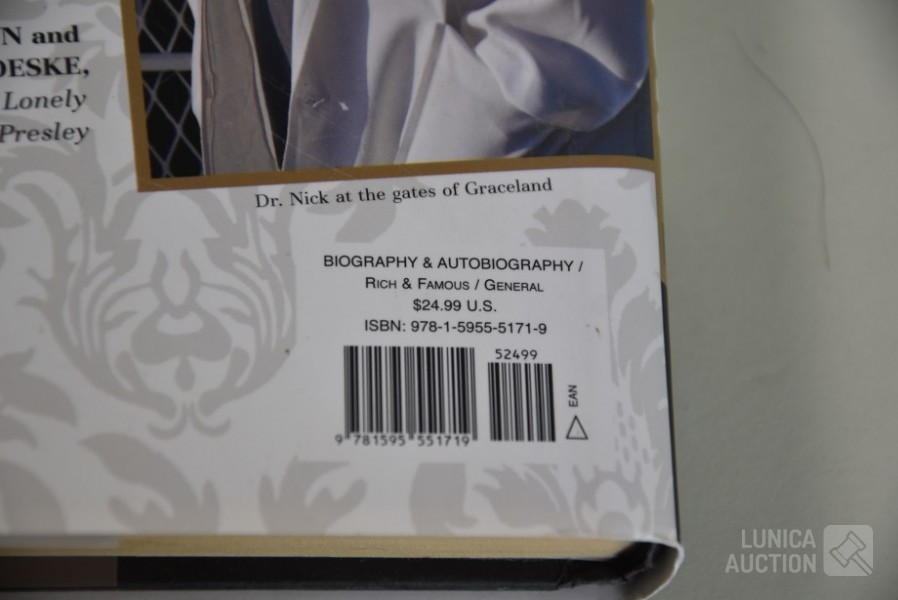 N and
DESKE,
Lonely
Presley
Dr. Nick at the gates of Graceland
BIOGRAPHY & AUTOBIOGRAPHY /
RICH & FAMOUS / GENERAL
$24.99 U.S.
ISBN: 978-1-5955-5171-9
52499
EAN
9 781595 551719
LUNICA
AUCTION